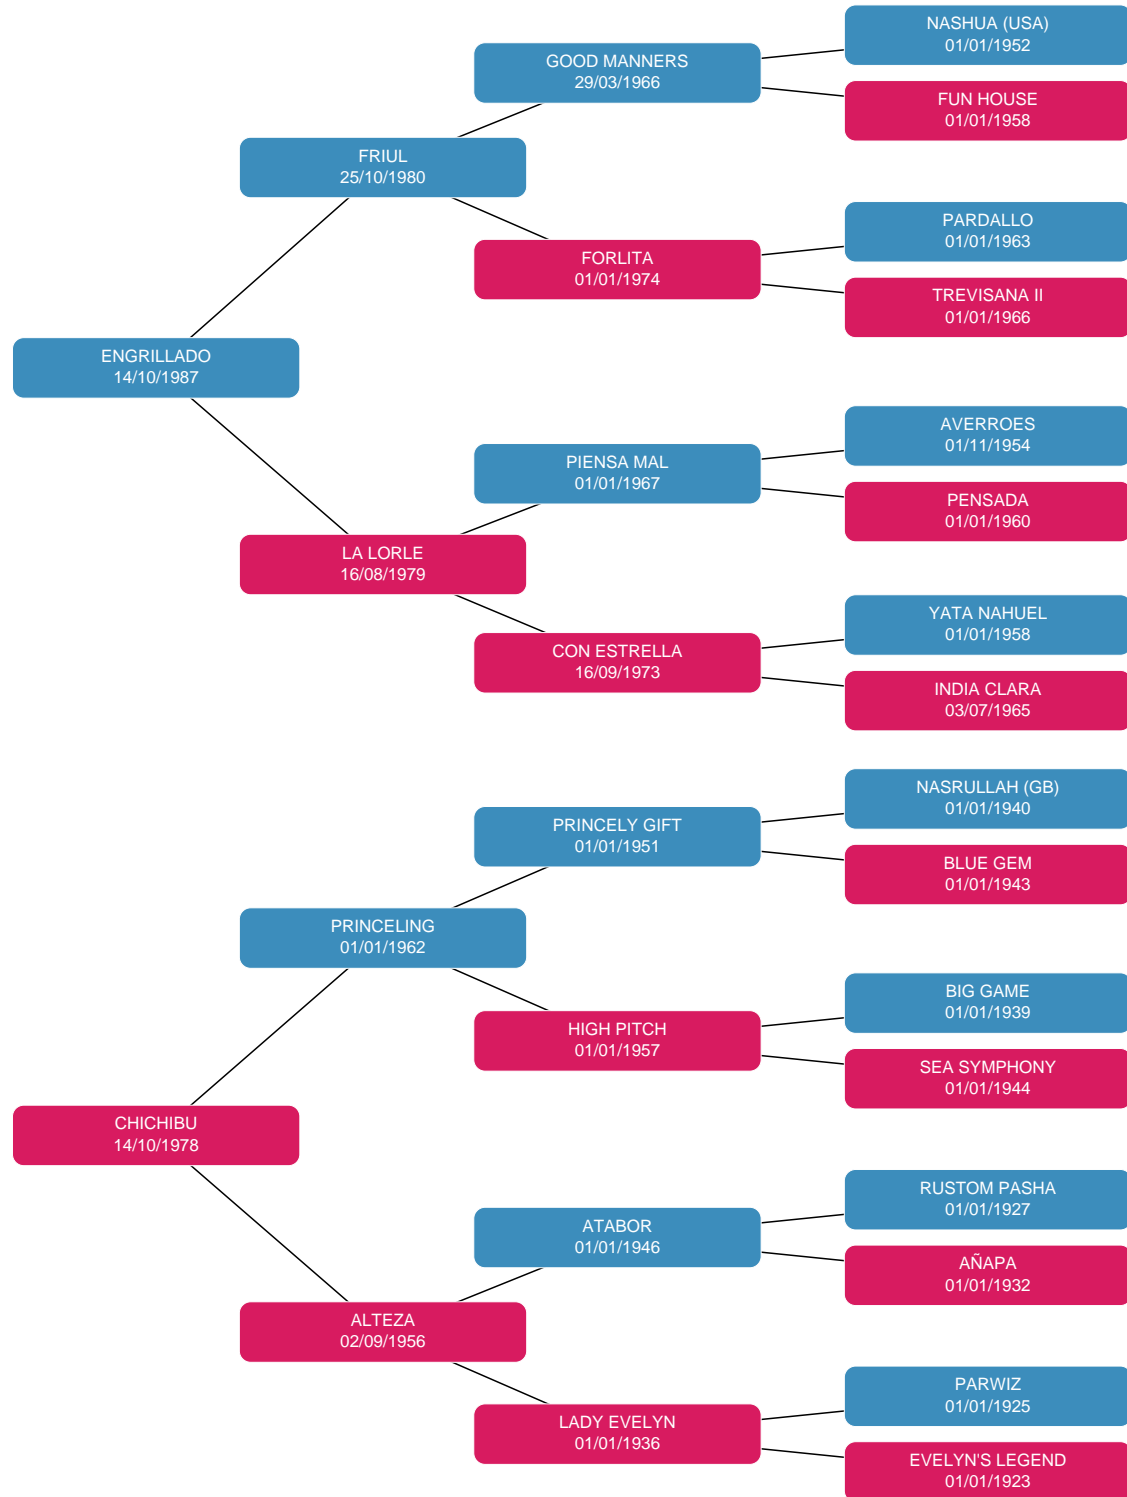 NASHUA (USA)
01/01/1952
GOOD MANNERS
29/03/1966
FUN HOUSE
01/01/1958
FRIUL
25/10/1980
PARDALLO
01/01/1963
FORLITA
01/01/1974
TREVISANA II
01/01/1966
ENGRILLADO
14/10/1987
AVERROES
01/11/1954
PIENSA MAL
01/01/1967
PENSADA
01/01/1960
LA LORLE
16/08/1979
YATA NAHUEL
01/01/1958
CON ESTRELLA
16/09/1973
INDIA CLARA
03/07/1965
NASRULLAH (GB)
01/01/1940
PRINCELY GIFT
01/01/1951
BLUE GEM
01/01/1943
PRINCELING
01/01/1962
BIG GAME
01/01/1939
HIGH PITCH
01/01/1957
SEA SYMPHONY
01/01/1944
CHICHIBU
14/10/1978
RUSTOM PASHA
01/01/1927
ATABOR
01/01/1946
AÑAPA
01/01/1932
ALTEZA
02/09/1956
PARWIZ
01/01/1925
LADY EVELYN
01/01/1936
EVELYN'S LEGEND
01/01/1923